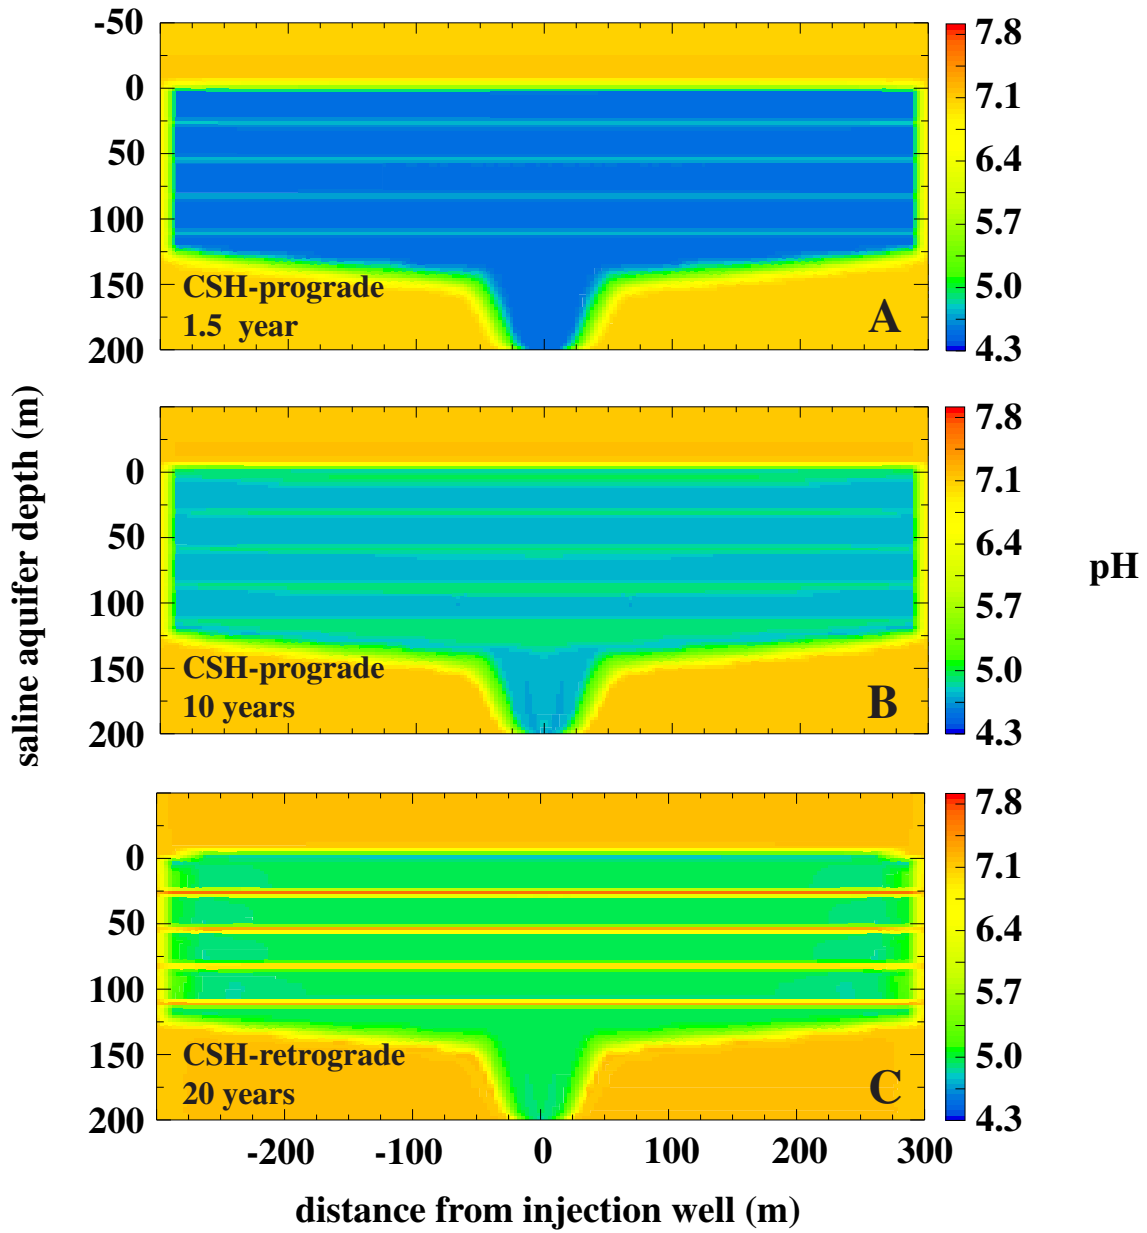 -50
0
50
100
150
200
CSH-prograde
1.5 year
A
7.8
7.1
6.4
5.7
5.0
4.3
0
50
100
150
200
CSH-prograde
10 years
B
7.8
7.1
6.4
5.7
5.0
4.3
saline aquifer depth (m)
pH
0
50
100
150
200
CSH-retrograde
20 years
C
7.8
7.1
6.4
5.7
5.0
4.3
-200 -100 0 100 200 300
distance from injection well (m)